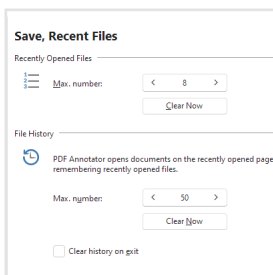 Save, Recent Files
Recently Opened Files
Max. number:
8
Clear Now
File History
PDF Annotator opens documents on the recently opened page
remembering recently opened files.
Max. number:
50
Clear Now
Clear history on exit